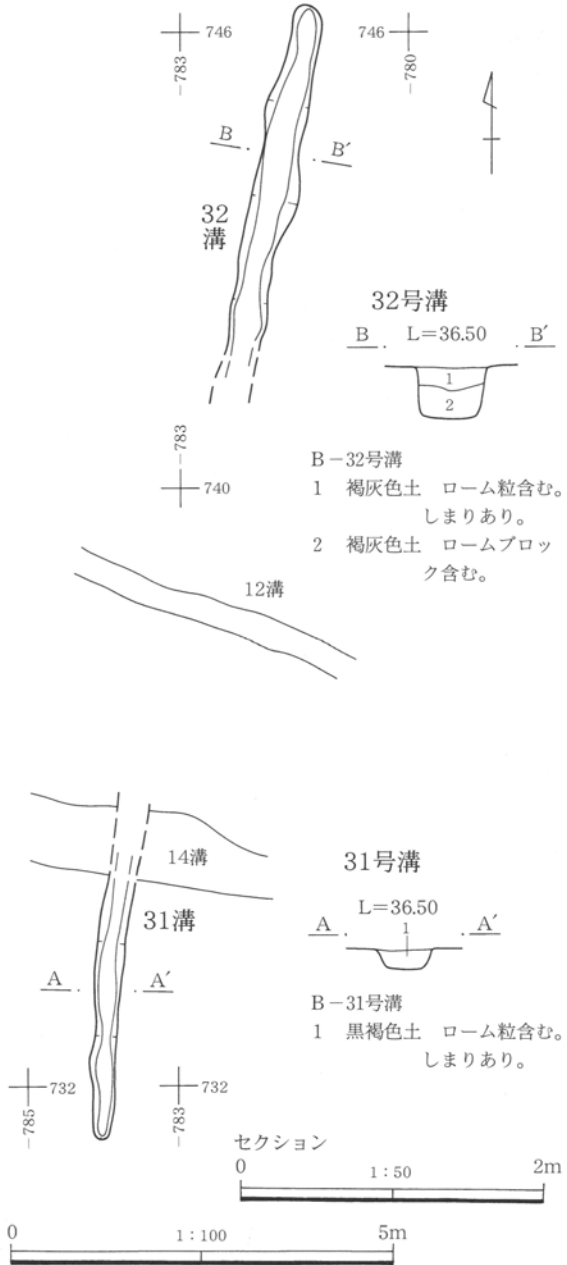 746
-783
746
-780
B
B′
32
溝
32号溝
B L=36.50 B′
1
2
B－32号溝
1 褐灰色土 ローム粒含む。
しまりあり。
2 褐灰色土 ロームブロッ
ク含む。
-783
740
12溝
14溝
31溝
A
A′
31号溝
L=36.50
A 1 A′
B－31号溝
1 黒褐色土 ローム粒含む。
しまりあり。
732
-785
732
-783
セクション
0 1：50 2m
0 1：100 5m